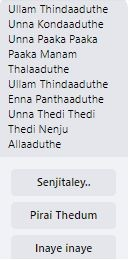 Ullam Thindaaduthe
Unna Kondaaduthe
Unna Paaka Paaka
Paaka Manam
Thalaaduthe
Ullam Thindaaduthe
Enna Panthaaduthe
Unna Thedi Thedi
Thedi Nenju
Allaaduthe
Senjitaley..
Pirai Thedum
Inaye inaye